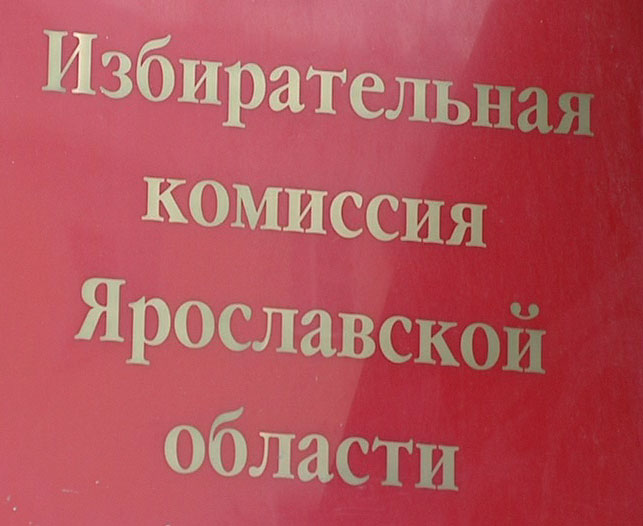 Избирательная
комиссия
Ярославской
области